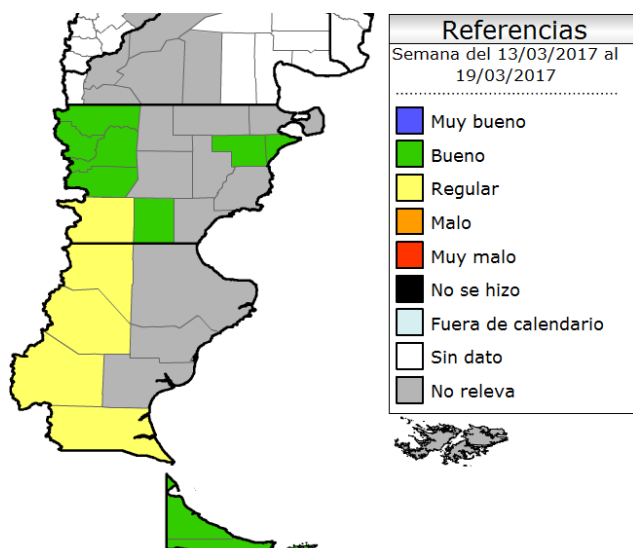 Referencias
Semana del 13/03/2017 al
19/03/2017
Muy bueno
Bueno
Regular
Malo
Muy malo
No se hizo
Fuera de calendario
Sin dato
No releva